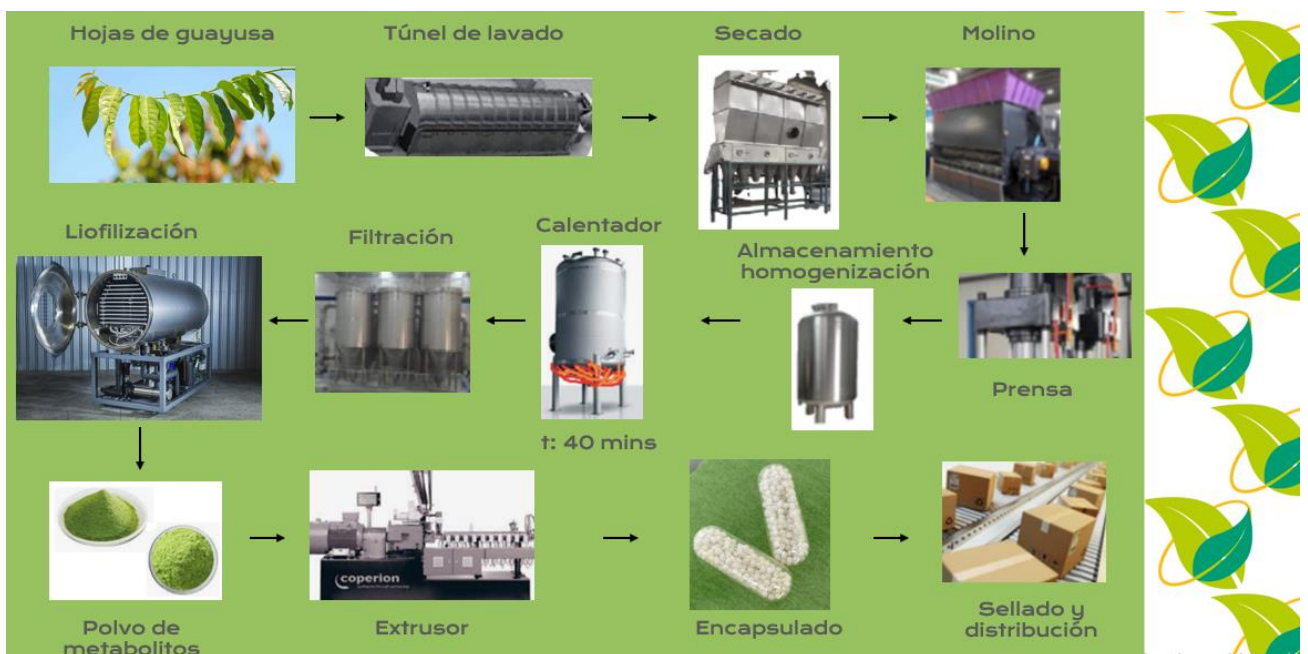 Hojas de guayusa
Túnel de lavado
Secado
Molino
Liofilización
Filtración
Calentador
Almacenamiento
homogenización
t: 40 mins
Prensa
coperion
Polvo de
metabolitos
Extrusor
Encapsulado
Sellado y
distribución